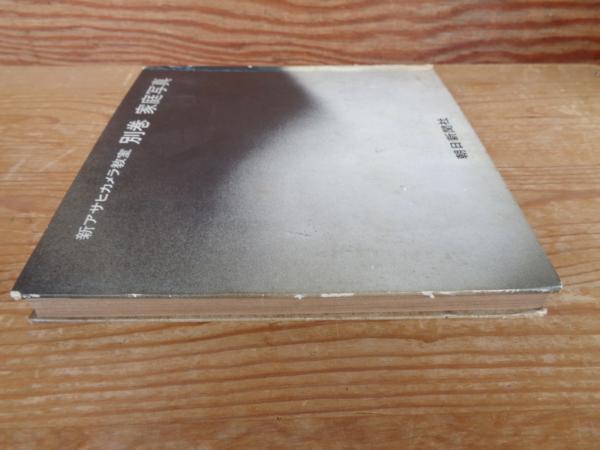 新アサヒカメラ教室 別巻 家庭写真
朝日新聞社